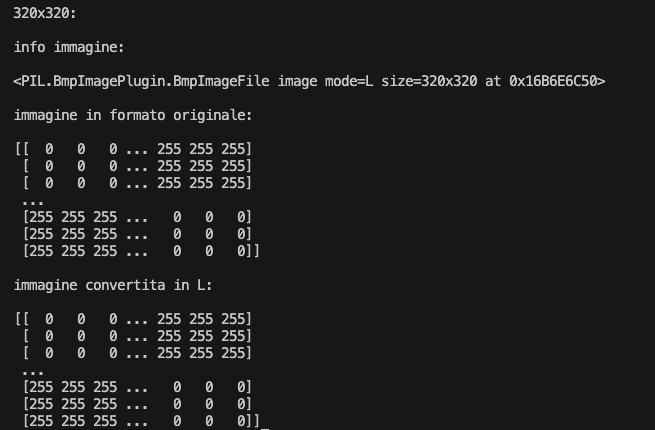 320x320:
info immagine:
<PIL.BmpImagePlugin.BmpImageFile image mode=L size=320x320 at 0x16B6E6C50>
immagine in formato originale:
[[  0   0   0 ... 255 255 255]
 [  0   0   0 ... 255 255 255]
 [  0   0   0 ... 255 255 255]
 ...
 [255 255 255 ...   0   0   0]
 [255 255 255 ...   0   0   0]
 [255 255 255 ...   0   0   0]]
immagine convertita in L:
[[  0   0   0 ... 255 255 255]
 [  0   0   0 ... 255 255 255]
 [  0   0   0 ... 255 255 255]
 ...
 [255 255 255 ...   0   0   0]
 [255 255 255 ...   0   0   0]
 [255 255 255 ...   0   0   0]]